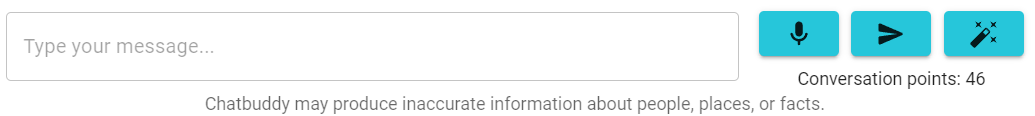 Type your message...
Conversation points: 46
Chatbuddy may produce inaccurate information about people, places, or facts.